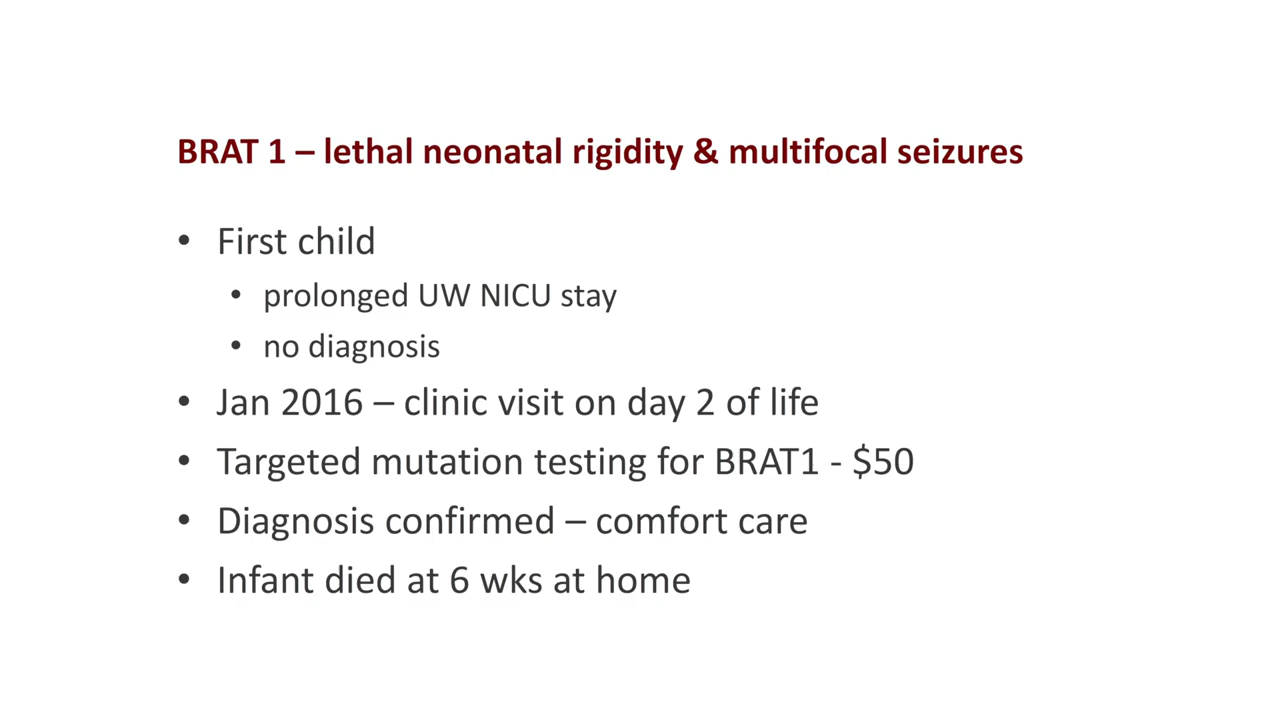 BRAT 1 – lethal neonatal rigidity & multifocal seizures
• First child
• prolonged UW NICU stay
• no diagnosis
• Jan 2016 – clinic visit on day 2 of life
• Targeted mutation testing for BRAT1 - $50
• Diagnosis confirmed – comfort care
• Infant died at 6 wks at home